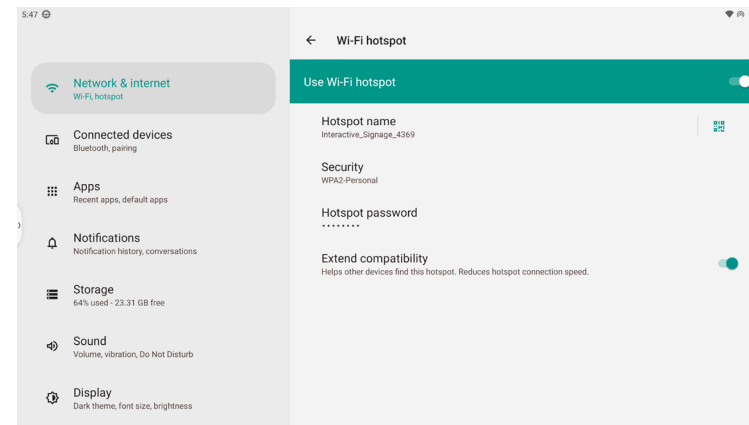 5:47
Network & internet
Wi-Fi, hotspot
Connected devices
Bluetooth, pairing
Apps
Recent apps, default apps
Notifications
Notification history, conversations
Storage
64% used - 23.31 GB free
Sound
Volume, vibration, Do Not Disturb
Display
Dark theme, font size, brightness
Wi-Fi hotspot
Use Wi-Fi hotspot
Hotspot name
Interactive_Signage_4369
Security
WPA2-Personal
Hotspot password
••••••••
Extend compatibility
Helps other devices find this hotspot. Reduces hotspot connection speed.